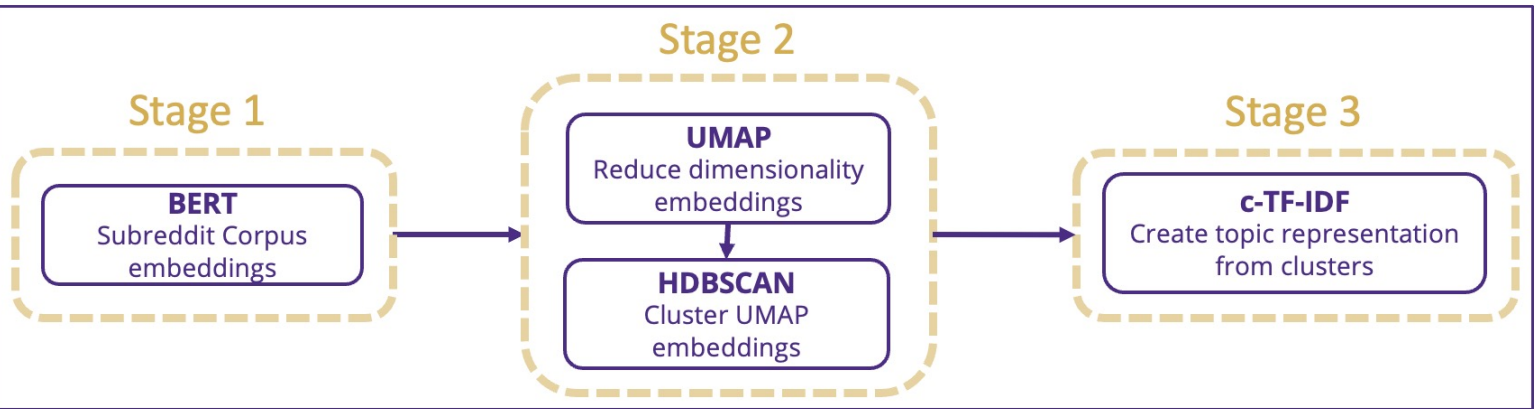 Stage 1
BERT
Subreddit Corpus
embeddings
Stage 2
UMAP
Reduce dimensionality
embeddings
HDBSCAN
Cluster UMAP
embeddings
Stage 3
c-TF-IDF
Create topic representation
from clusters